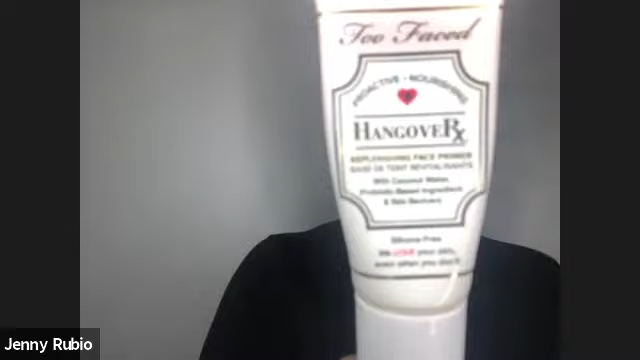 Too Faced
PROACTIVE - NOURISHING
HANGOVERx
REPLENISHING FACE PRIMER
BASE DE TEINT REVITALISANTE
With Coconut Water,
Probiotic-Based Ingredients
& Skin Revivers
Silicone-Free
We LOVE your skin,
even when you don't!
Jenny Rubio